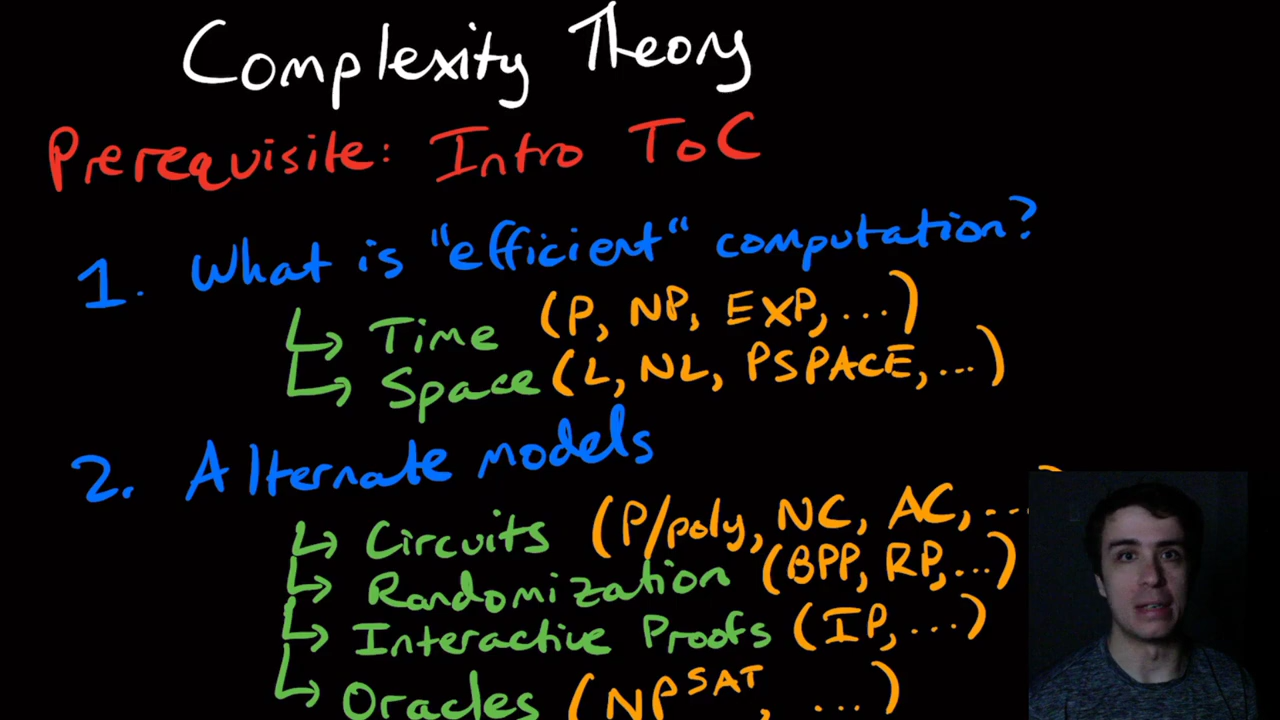 Complexity Theory
Prerequisite: Intro ToC
1. What is "efficient" computation?
Time (P, NP, EXP, ...)
Space (L, NL, PSPACE, ...)
2. Alternate models
Circuits (P/poly, NC, AC, ...)
Randomization (BPP, RP, ...)
Interactive Proofs (IP, ...)
Oracles (NP^SAT, ...)